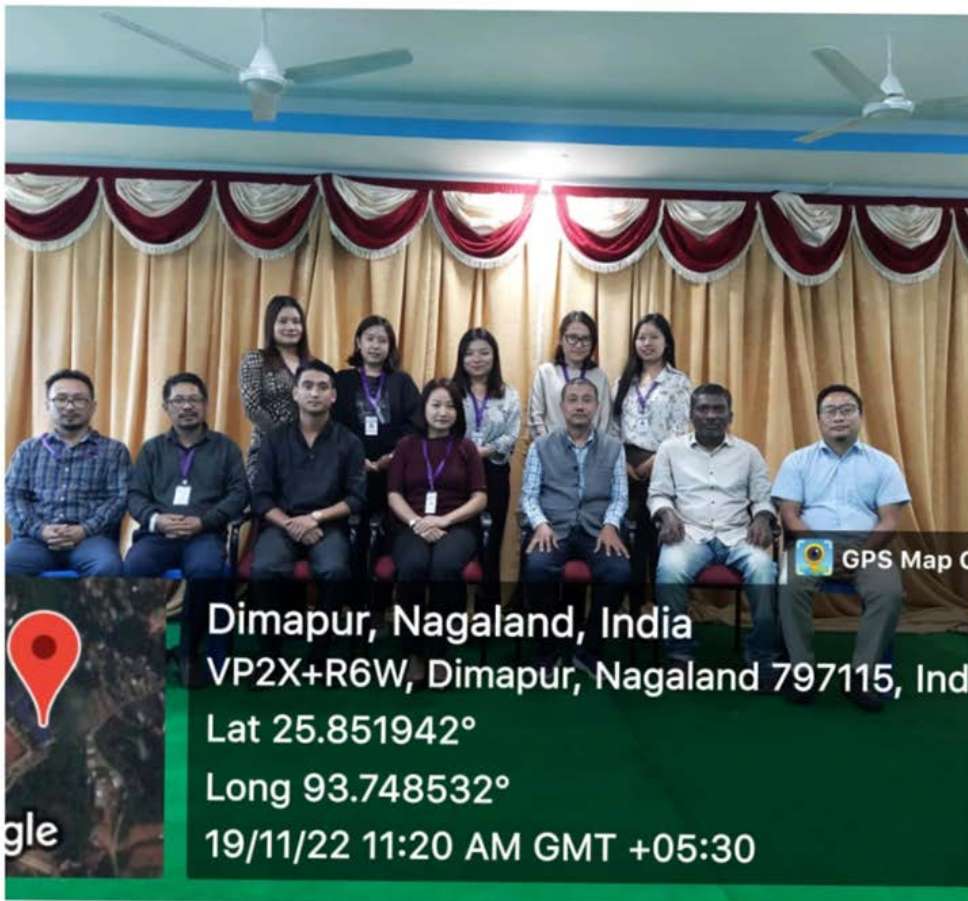 GPS Map C
Dimapur, Nagaland, India
VP2X+R6W, Dimapur, Nagaland 797115, Ind
Lat 25.851942°
Long 93.748532°
19/11/22 11:20 AM GMT +05:30
gle